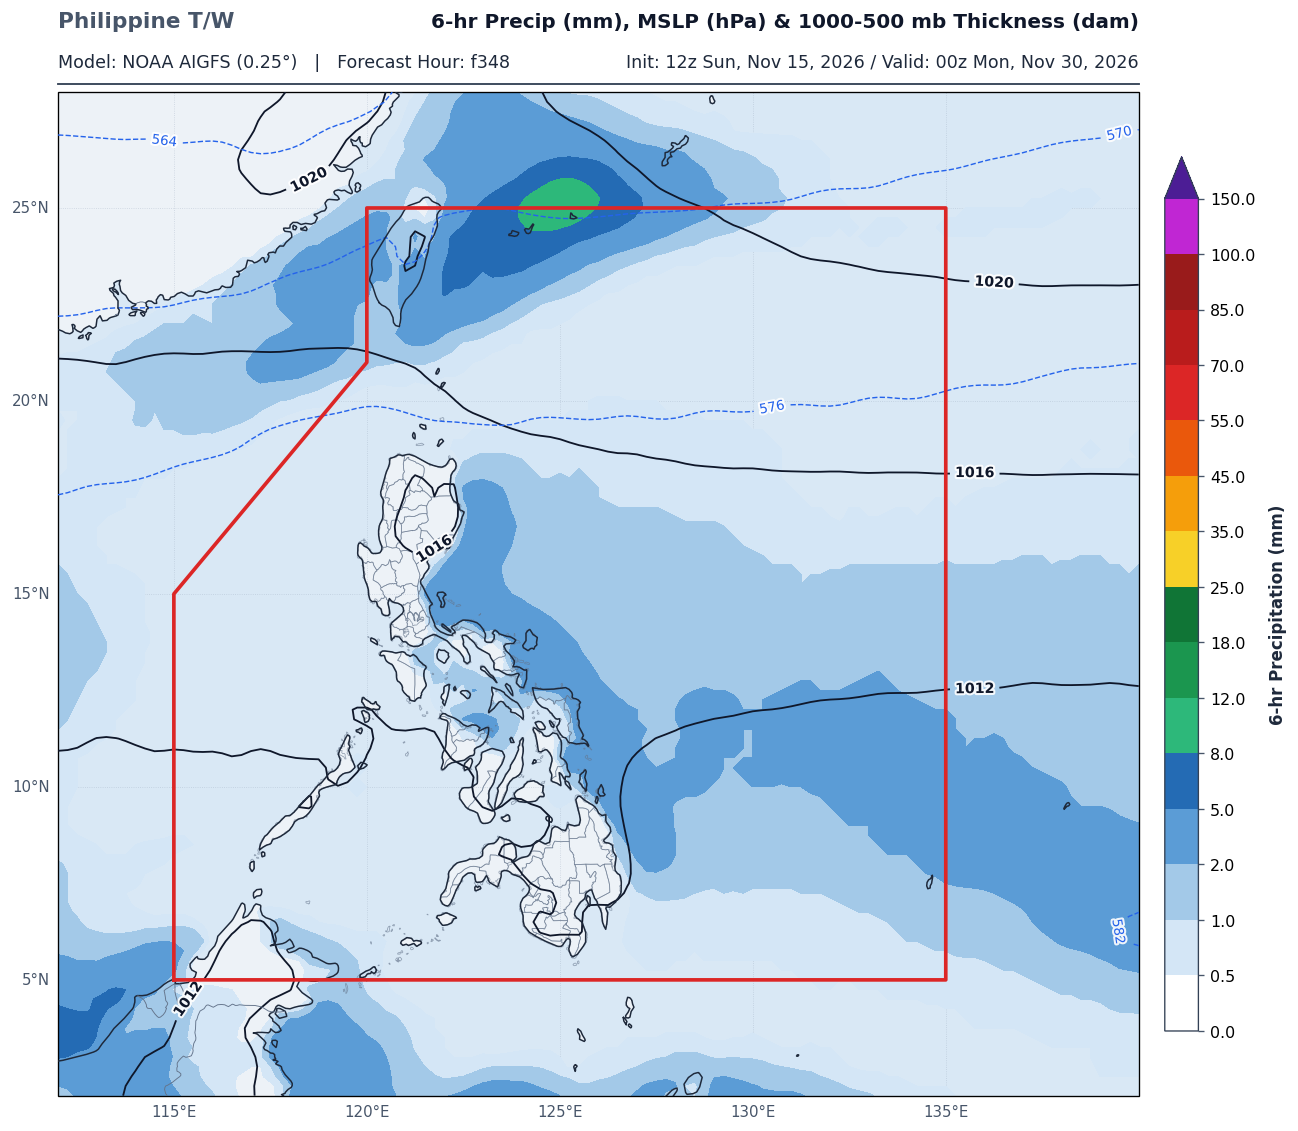 Philippine T/W
6-hr Precip (mm), MSLP (hPa) & 1000-500 mb Thickness (dam)
Model: NOAA AIGFS (0.25°) | Forecast Hour: f348
Init: 12z Sun, Nov 15, 2026 / Valid: 00z Mon, Nov 30, 2026
564
570
1020
25°N
1020
20°N
576
1016
1016
15°N
1012
10°N
582
5°N
1012
115°E
120°E
125°E
130°E
135°E
150.0
100.0
85.0
70.0
55.0
45.0
35.0
25.0
18.0
12.0
8.0
5.0
2.0
1.0
0.5
0.0
6-hr Precipitation (mm)